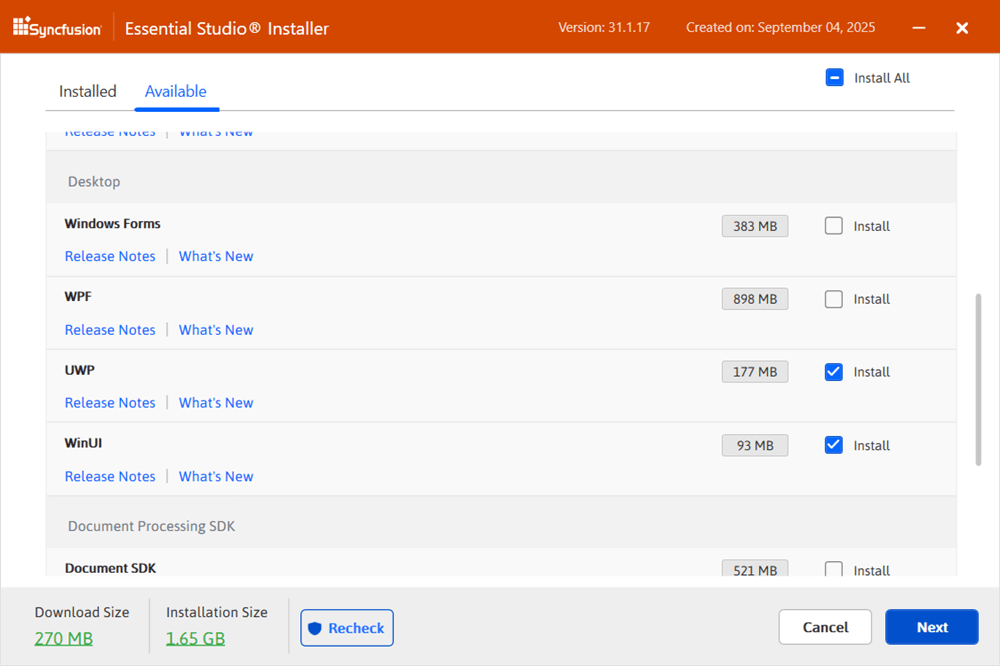 Syncfusion Essential Studio® Installer Version: 31.1.17 Created on: September 04, 2025
Install All
Installed Available
Release Notes What's New
Desktop
Windows Forms 383 MB Install
Release Notes | What's New
WPF 898 MB Install
Release Notes | What's New
UWP 177 MB Install
Release Notes | What's New
WinUI 93 MB Install
Release Notes | What's New
Document Processing SDK
Document SDK 521 MB Install
Download Size Installation Size
270 MB 1.65 GB
Recheck Cancel Next